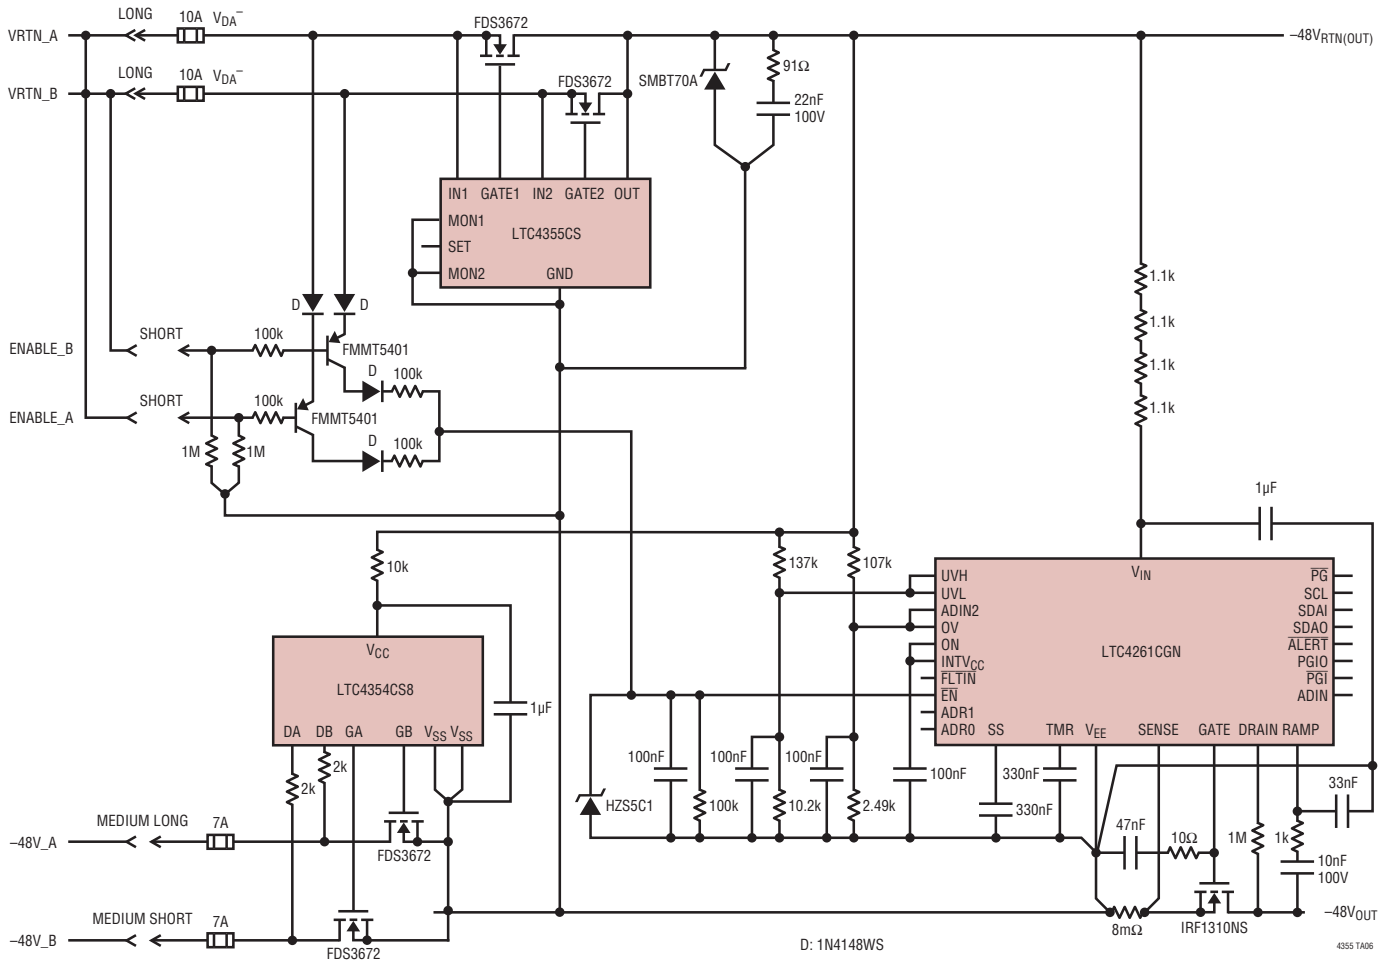 VRTN_A
LONG
10A
VDA–
FDS3672
–48VRTN(OUT)
VRTN_B
LONG
10A
VDA–
FDS3672
SMBT70A
91Ω
22nF
100V
IN1 GATE1 IN2 GATE2 OUT
MON1
SET
MON2
LTC4355CS
GND
1.1k
1.1k
1.1k
1.1k
D
D
ENABLE_B
SHORT
100k
FMMT5401
D
100k
ENABLE_A
SHORT
100k
FMMT5401
D
100k
1M
1M
1µF
10k
137k
107k
VCC
LTC4354CS8
DA DB GA GB VSS VSS
1µF
2k
2k
UVH
UVL
ADIN2
OV
ON
INTVCC
FLTIN
EN
ADR1
ADR0
VIN
LTC4261CGN
PG
SCL
SDAI
SDAO
ALERT
PGIO
PGI
ADIN
SS TMR VEE SENSE GATE DRAIN RAMP
HZS5C1
100nF
100k
100nF
10.2k
100nF
2.49k
100nF
330nF
330nF
33nF
47nF
10Ω
1M
1k
10nF
100V
–48V_A
MEDIUM LONG
7A
FDS3672
–48V_B
MEDIUM SHORT
7A
FDS3672
8mΩ
IRF1310NS
–48VOUT
D: 1N4148WS
4355 TA06